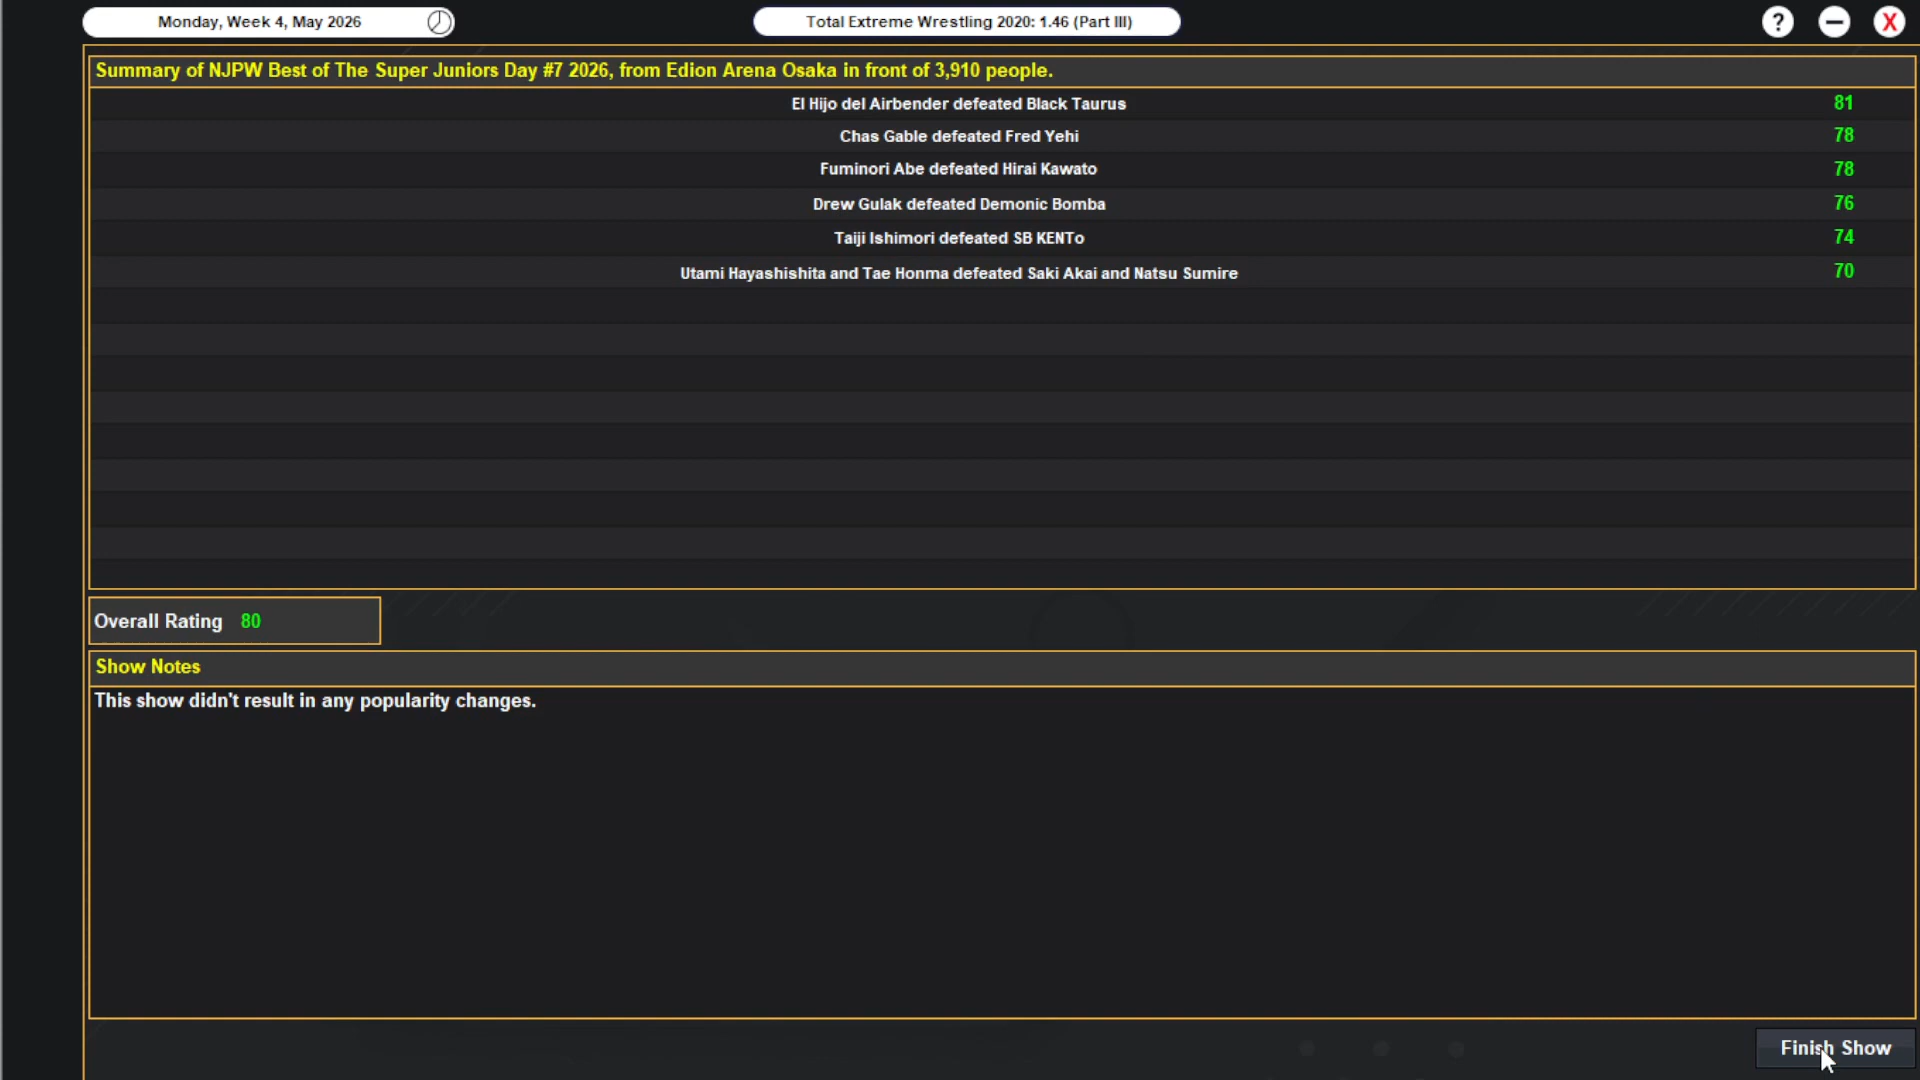 Monday, Week 4, May 2026
Total Extreme Wrestling 2020: 1.46 (Part III)
?
X
Summary of NJPW Best of The Super Juniors Day #7 2026, from Edion Arena Osaka in front of 3,910 people.
El Hijo del Airbender defeated Black Taurus 81
Chas Gable defeated Fred Yehi 78
Fuminori Abe defeated Hirai Kawato 78
Drew Gulak defeated Demonic Bomba 76
Taiji Ishimori defeated SB KENTo 74
Utami Hayashishita and Tae Honma defeated Saki Akai and Natsu Sumire 70
Overall Rating 80
Show Notes
This show didn't result in any popularity changes.
Finish Show